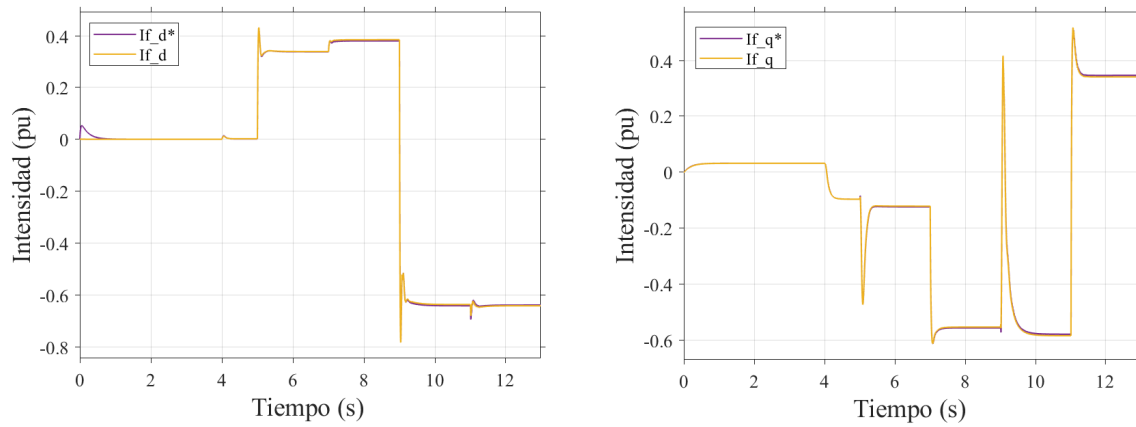 If_d*
If_d
0.4
0.2
0
-0.2
-0.4
-0.6
-0.8
Intensidad (pu)
0 2 4 6 8 10 12
Tiempo (s)
If_q*
If_q
0.4
0.2
0
-0.2
-0.4
-0.6
Intensidad (pu)
0 2 4 6 8 10 12
Tiempo (s)